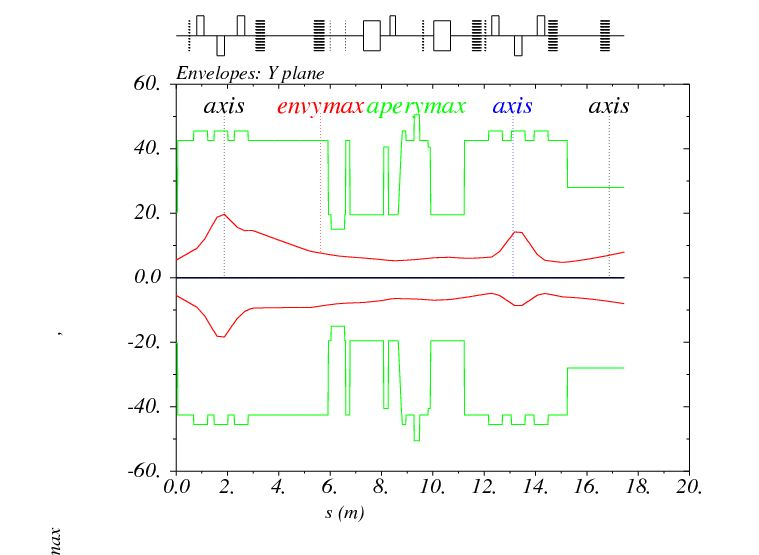 Envelopes: Y plane
60.
axis envymax aperymax axis axis
40.
20.
0.0
-20.
,
-40.
-60.
0.0 2. 4. 6. 8. 10. 12. 14. 16. 18. 20.
s (m)